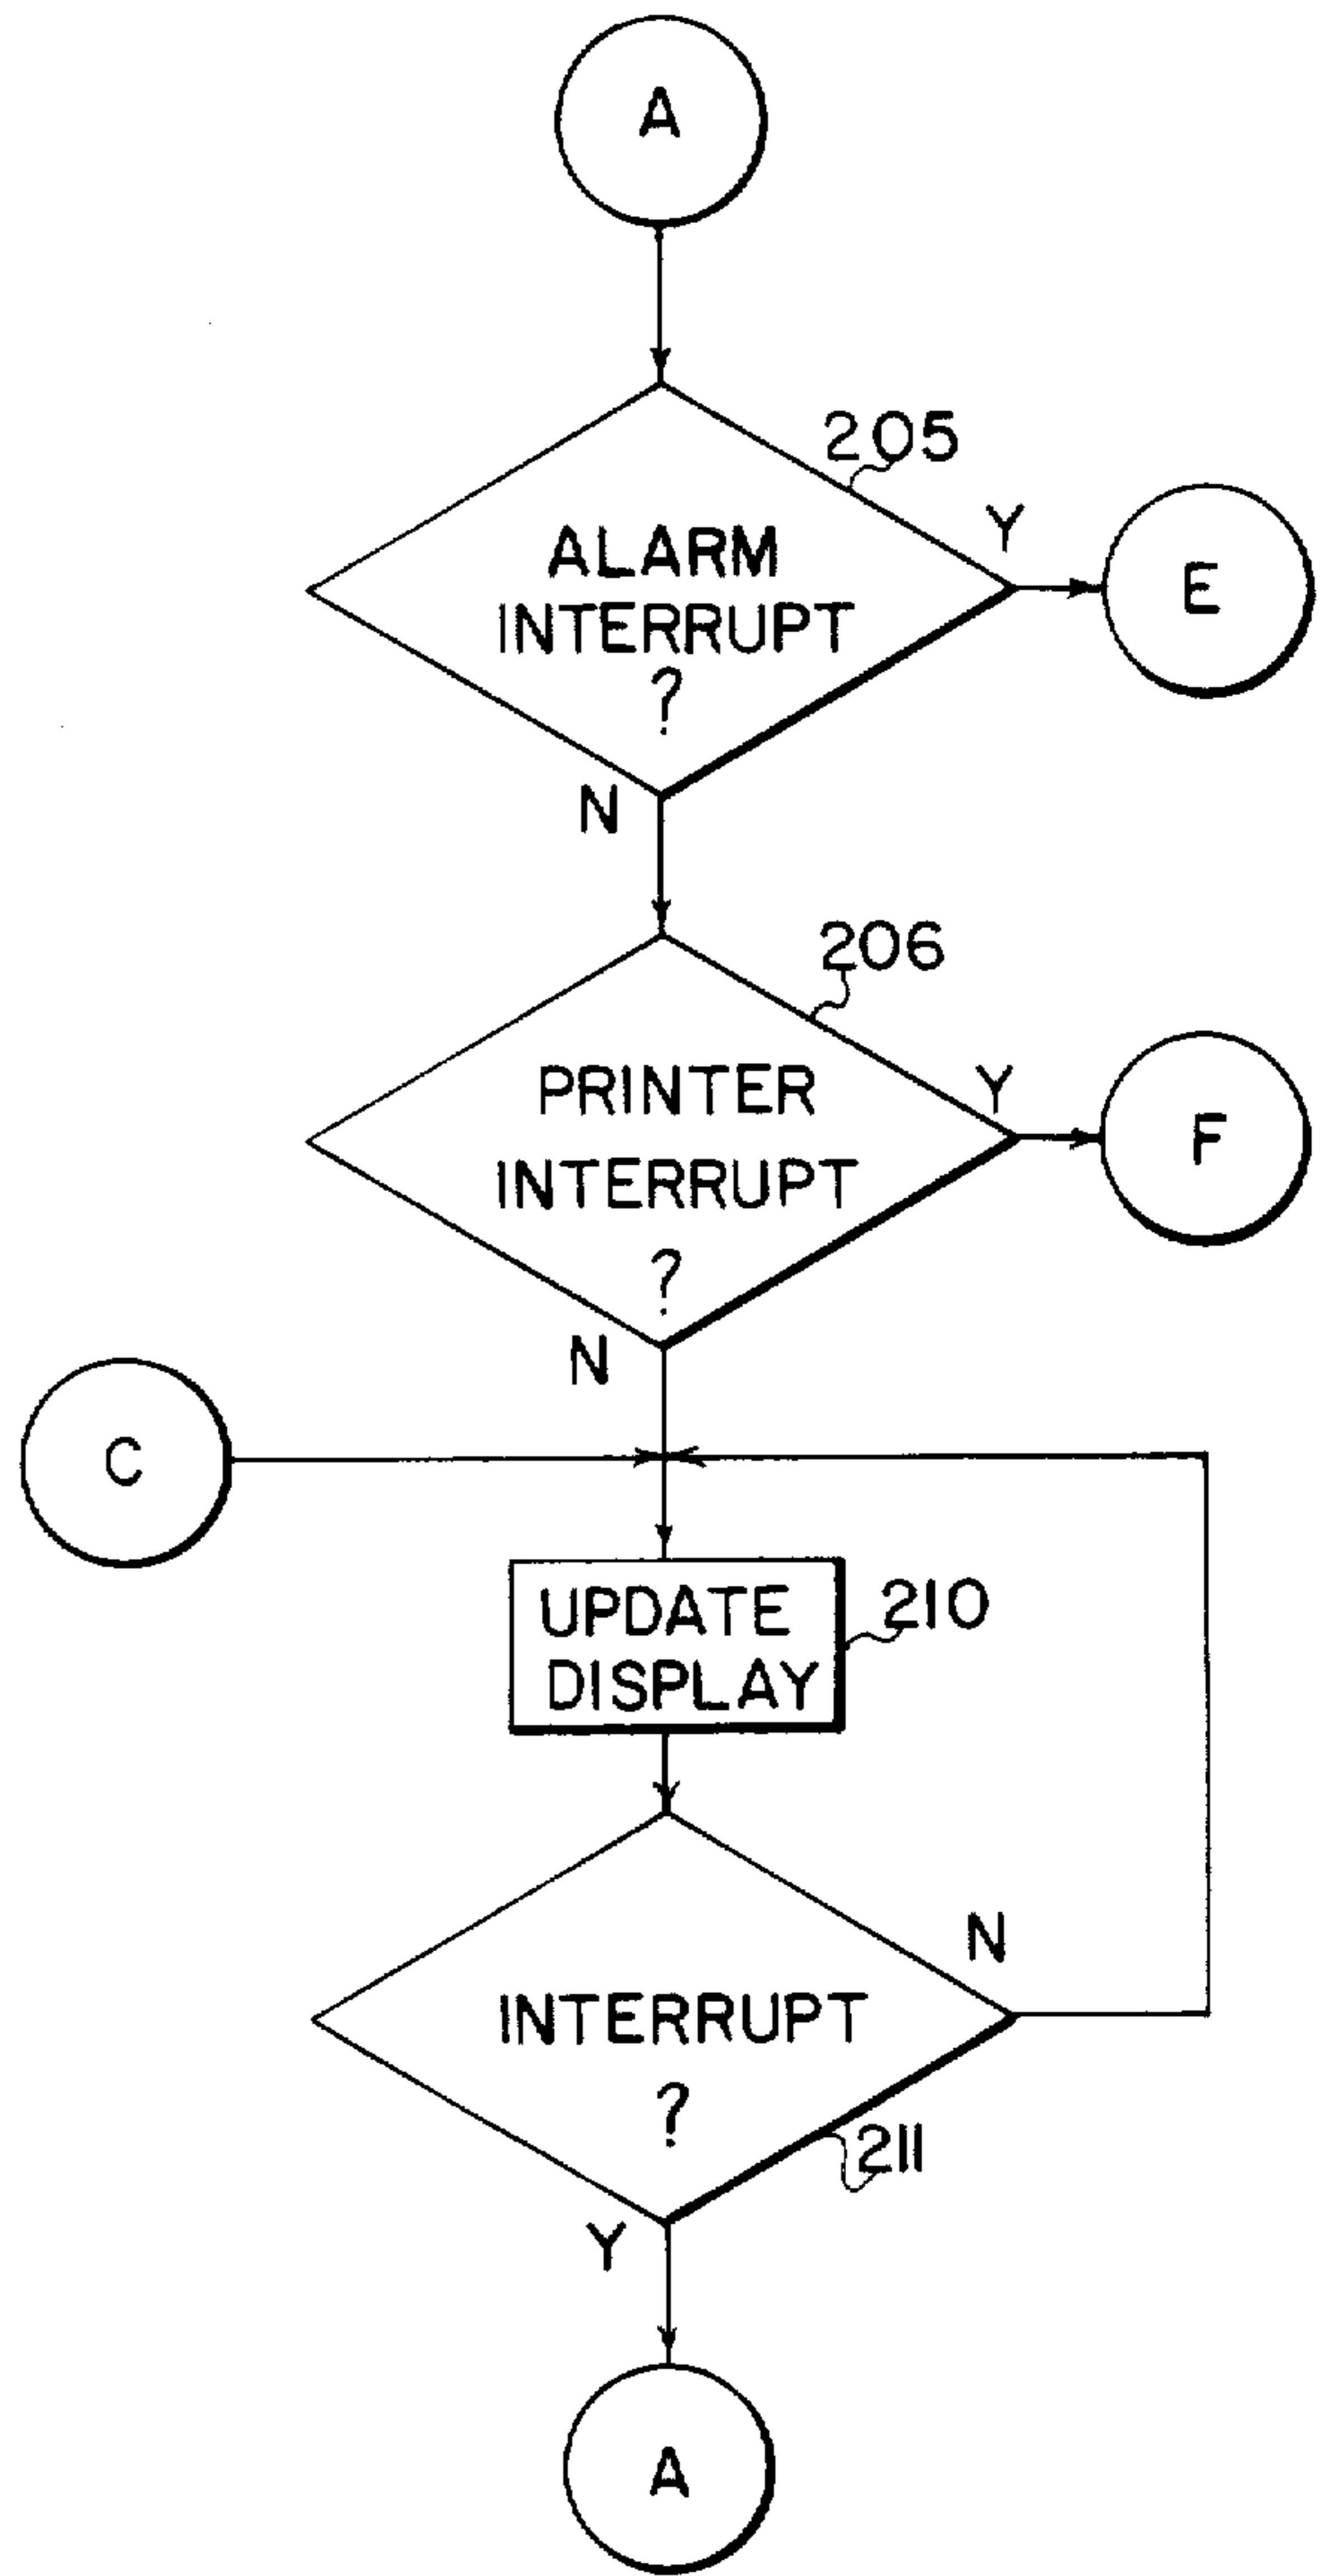 A
205
ALARM
INTERRUPT
?
Y
E
N
206
PRINTER
INTERRUPT
?
Y
F
N
C
UPDATE
DISPLAY
210
INTERRUPT
?
N
211
Y
A